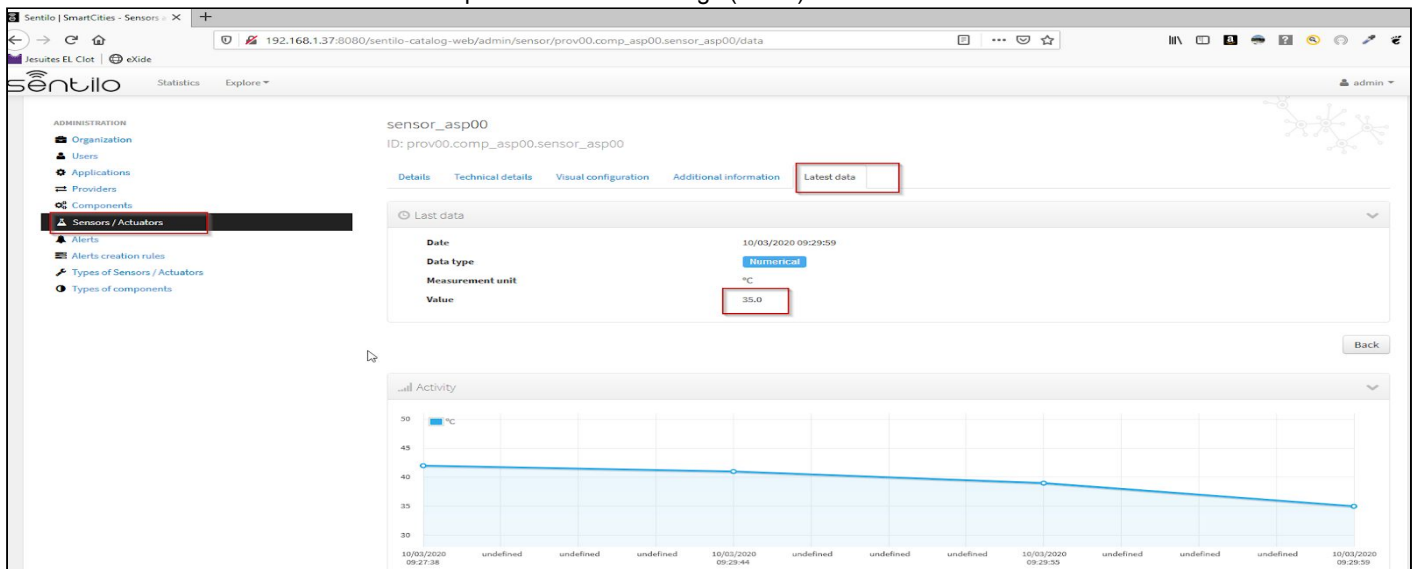 Sentilo | SmartCities - Sensors
192.168.1.37:8080/sentilo-catalog-web/admin/sensor/prov00.comp_asp00.sensor_asp00/data
Jesuites EL Clot
eXide
sentilo
Statistics
Explore
admin
ADMINISTRATION
Organization
Users
Applications
Providers
Components
Sensors / Actuators
Alerts
Alerts creation rules
Types of Sensors / Actuators
Types of components
sensor_asp00
ID: prov00.comp_asp00.sensor_asp00
Details Technical details Visual configuration Additional information Latest data
Last data
Date 10/03/2020 09:29:59
Data type Numerical
Measurement unit °C
Value 35.0
Back
Activity
°C
50
45
40
35
30
10/03/2020 undefined undefined undefined 10/03/2020 undefined undefined undefined 10/03/2020 undefined undefined undefined 10/03/2020
09:27:38 09:29:44 09:29:55 09:29:59